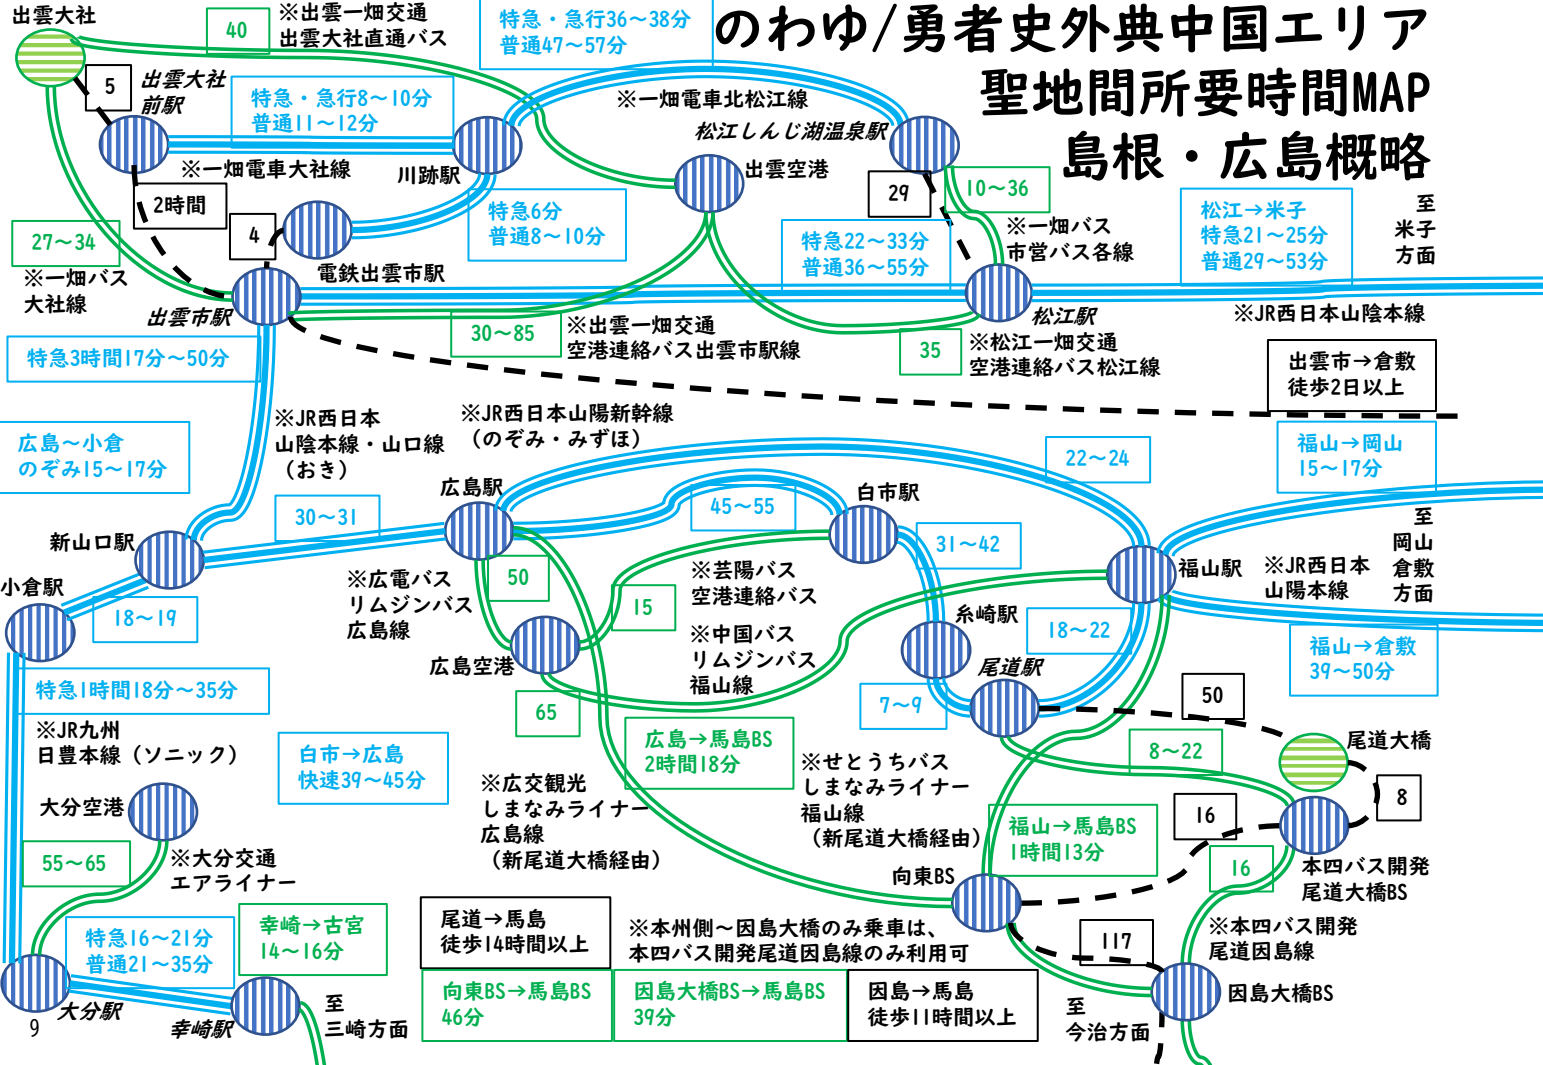 のわゆ/勇者史外典中国エリア
聖地間所要時間MAP
島根・広島概略
出雲大社
40
※出雲一畑交通
出雲大社直通バス
特急・急行36～38分
普通47～57分
5
出雲大社
前駅
特急・急行8～10分
普通11～12分
※一畑電車北松江線
松江しんじ湖温泉駅
※一畑電車大社線
川跡駅
出雲空港
2時間
4
29
10～36
27～34
※一畑バス
大社線
電鉄出雲市駅
特急6分
普通8～10分
特急22～33分
普通36～55分
※一畑バス
市営バス各線
松江→米子
特急21～25分
普通29～53分
至
米子
方面
出雲市駅
30～85
※出雲一畑交通
空港連絡バス出雲市駅線
35
松江駅
※松江一畑交通
空港連絡バス松江線
※JR西日本山陰本線
特急3時間17分～50分
出雲市→倉敷
徒歩2日以上
広島～小倉
のぞみ15～17分
※JR西日本
山陰本線・山口線
（おき）
※JR西日本山陽新幹線
（のぞみ・みずほ）
22～24
福山→岡山
15～17分
広島駅
45～55
白市駅
30～31
新山口駅
31～42
至
岡山
倉敷
方面
小倉駅
18～19
※広電バス
リムジンバス
広島線
50
15
※芸陽バス
空港連絡バス
福山駅
※JR西日本
山陽本線
広島空港
※中国バス
リムジンバス
福山線
糸崎駅
18～22
福山→倉敷
39～50分
尾道駅
特急1時間18分～35分
65
7～9
50
※JR九州
日豊本線（ソニック）
白市→広島
快速39～45分
広島→馬島BS
2時間18分
※せとうちバス
しまなみライナー
福山線
（新尾道大橋経由）
8～22
尾道大橋
8
大分空港
※広交観光
しまなみライナー
広島線
（新尾道大橋経由）
福山→馬島BS
1時間13分
16
55～65
※大分交通
エアライナー
向東BS
16
本四バス開発
尾道大橋BS
特急16～21分
普通21～35分
幸崎→古宮
14～16分
尾道→馬島
徒歩14時間以上
※本州側～因島大橋のみ乗車は、
本四バス開発尾道因島線のみ利用可
117
※本四バス開発
尾道因島線
向東BS→馬島BS
46分
因島大橋BS→馬島BS
39分
因島→馬島
徒歩11時間以上
因島大橋BS
大分駅
9
幸崎駅
至
三崎方面
至
今治方面